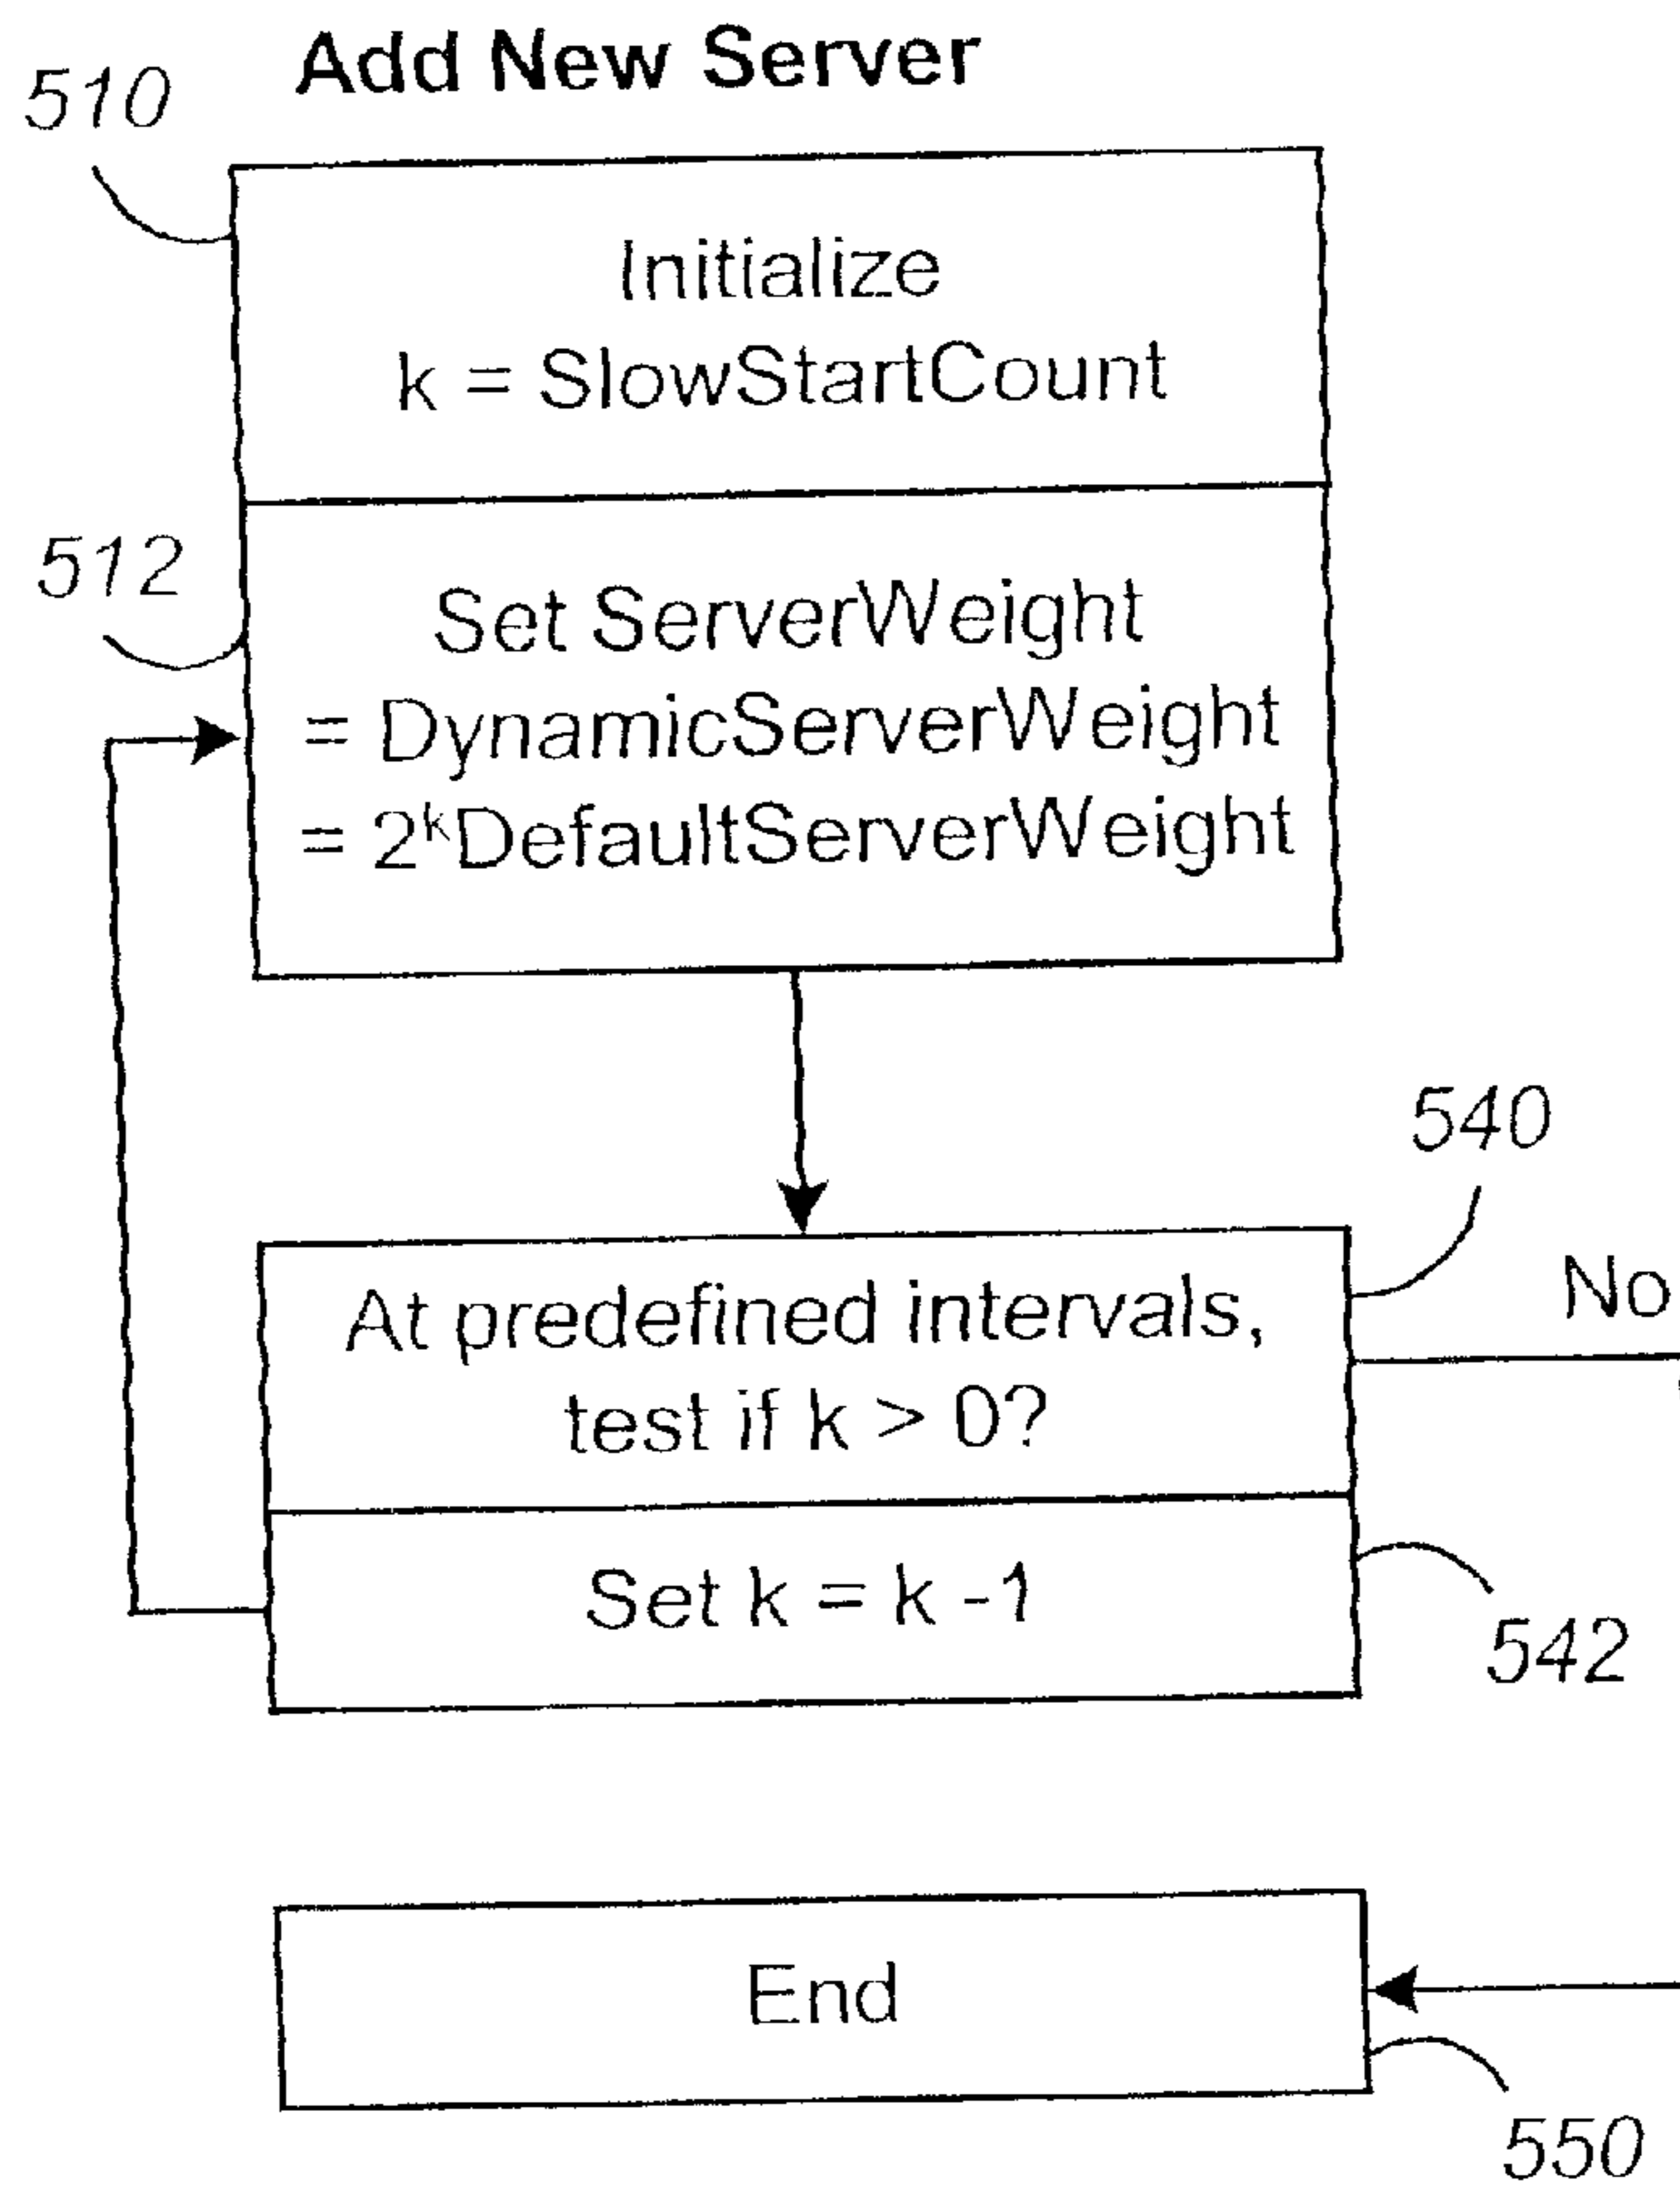 Add New Server
510
Initialize
k = SlowStartCount
512
Set ServerWeight
= DynamicServerWeight
= 2ᵏDefaultServerWeight
540
At predefined intervals,
test if k > 0?
No
Set k = k -1
542
End
550